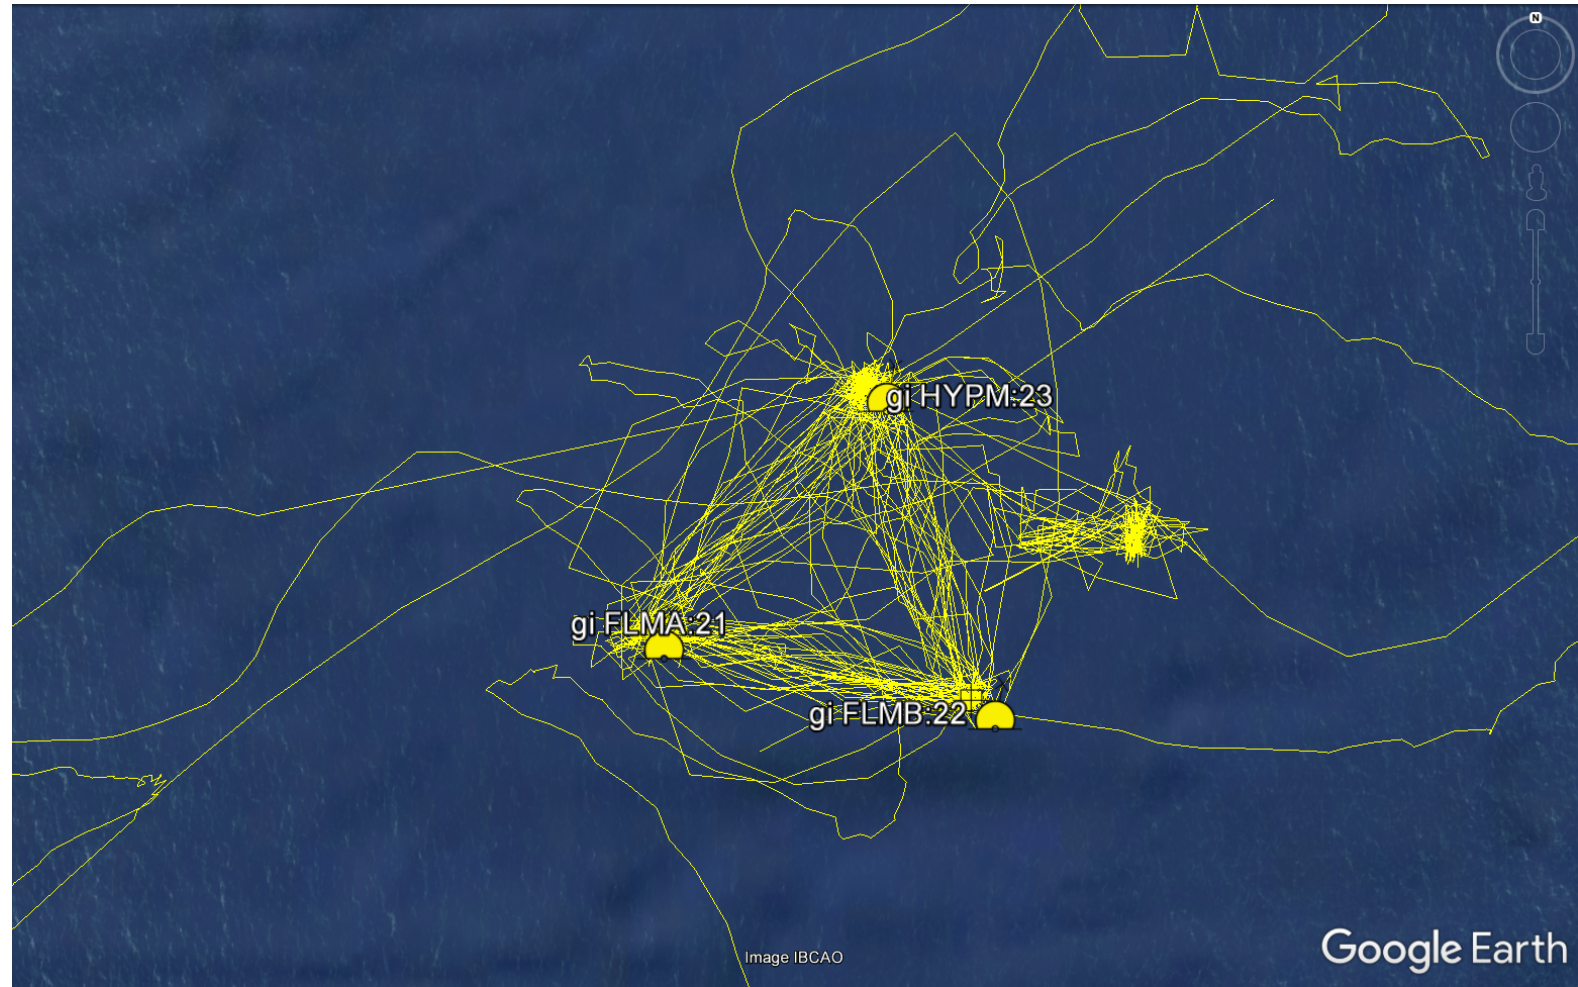 N
gi HYPM:23
gi FLMA:21
gi FLMB:22
Image IBCAO
Google Earth